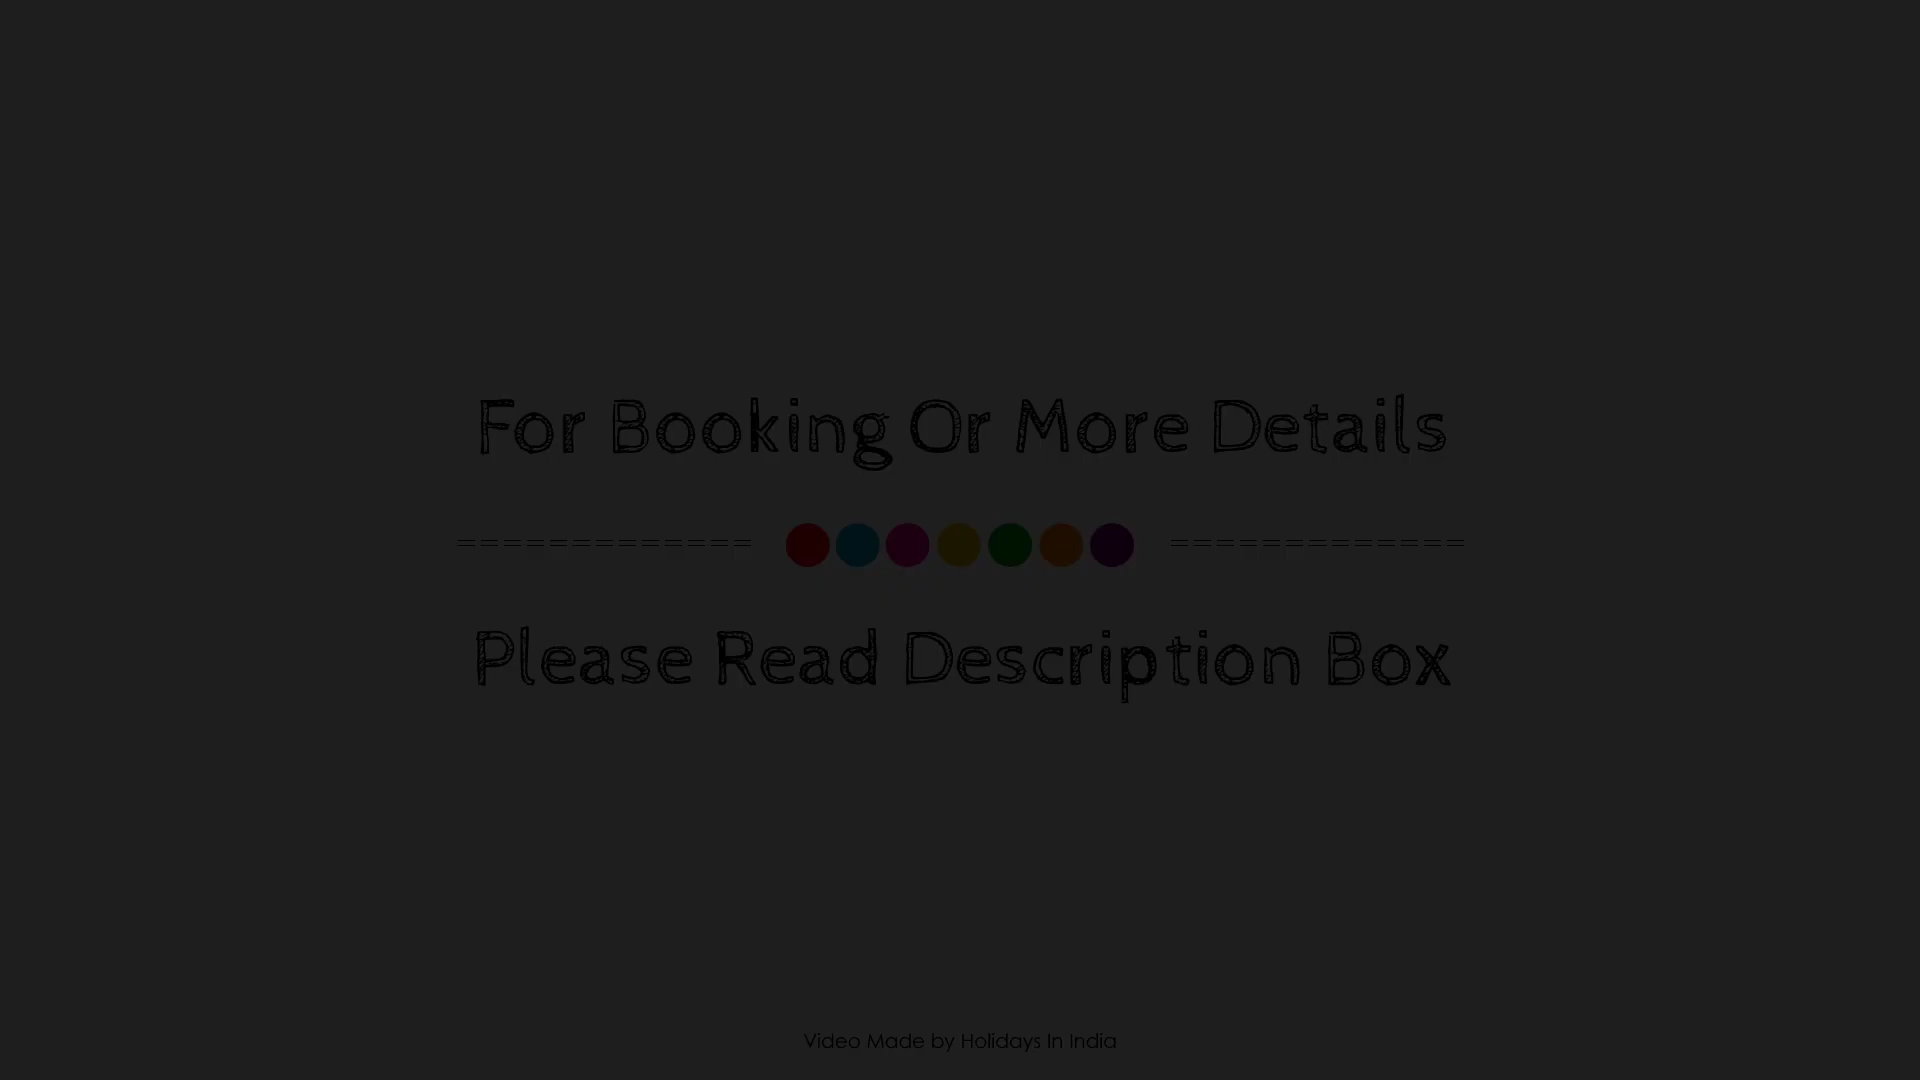 For Booking Or More Details
============= =============
Please Read Description Box
Video Made by Holidays In India